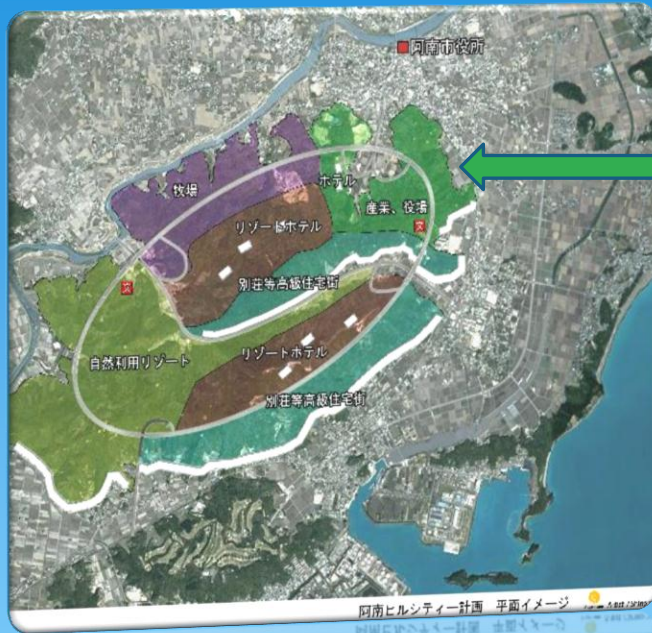 阿南市役所
牧場
ホテル
産業、役場
リゾートホテル
文
別荘等高級住宅街
文
自然利用リゾート
リゾートホテル
別荘等高級住宅街
阿南ヒルシティー計画 平面イメージ